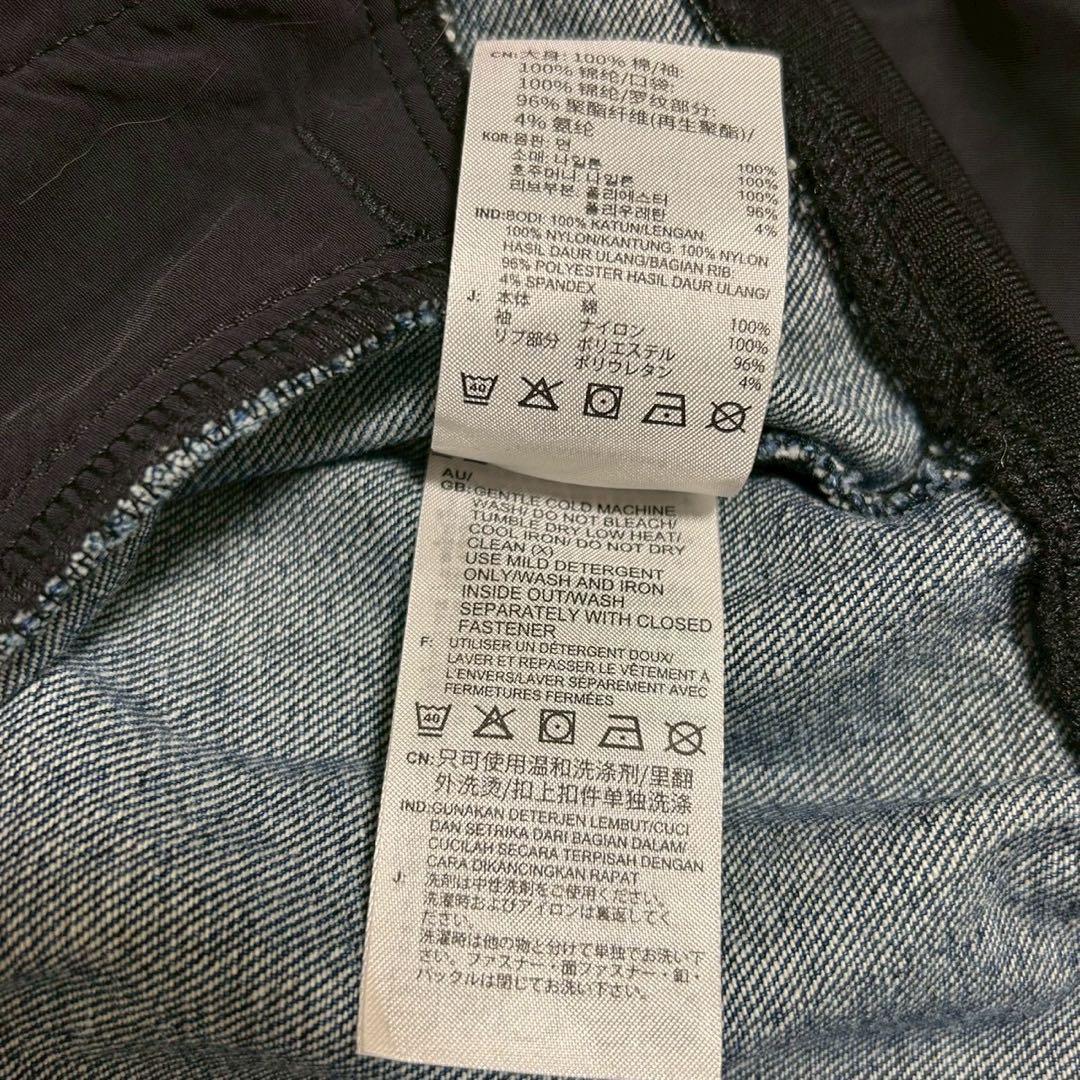 CN: 大身: 100% 棉/袖:
100% 锦纶/口袋:
100% 锦纶/罗纹部分:
96% 聚酯纤维(再生聚酯)/
4% 氨纶
KOR: 몸판: 면 100%
소매: 나일론 100%
호주머니 나일론 100%
리브부분: 폴리에스터 96%
폴리우레탄 4%
IND: BODI: 100% KATUN/LENGAN:
100% NYLON/KANTUNG: 100% NYLON
HASIL DAUR ULANG/BAGIAN RIB:
96% POLYESTER HASIL DAUR ULANG/
4% SPANDEX
J: 本体 綿 100%
袖 ナイロン 100%
リブ部分 ポリエステル 96%
ポリウレタン 4%
40
AU/
GB: GENTLE COLD MACHINE
WASH/ DO NOT BLEACH/
TUMBLE DRY LOW HEAT/
COOL IRON/ DO NOT DRY
CLEAN (X)
USE MILD DETERGENT
ONLY/WASH AND IRON
INSIDE OUT/WASH
SEPARATELY WITH CLOSED
FASTENER
F: UTILISER UN DÉTERGENT DOUX/
LAVER ET REPASSER LE VÊTEMENT À
L'ENVERS/LAVER SÉPAREMENT AVEC
FERMETURES FERMÉES
40
CN: 只可使用温和洗涤剂/里翻
外洗烫/扣上扣件单独洗涤
IND: GUNAKAN DETERJEN LEMBUT/CUCI
DAN SETRIKA DARI BAGIAN DALAM/
CUCILAH SECARA TERPISAH DENGAN
CARA DIKANCINGKAN RAPAT
J: 洗剤は中性洗剤をご使用ください。
洗濯時およびアイロンは裏返してく
ださい。
洗濯時は他の物と分けて単独でお洗い下
さい。ファスナー・面ファスナー・釦・
バックルは閉じてお洗い下さい。